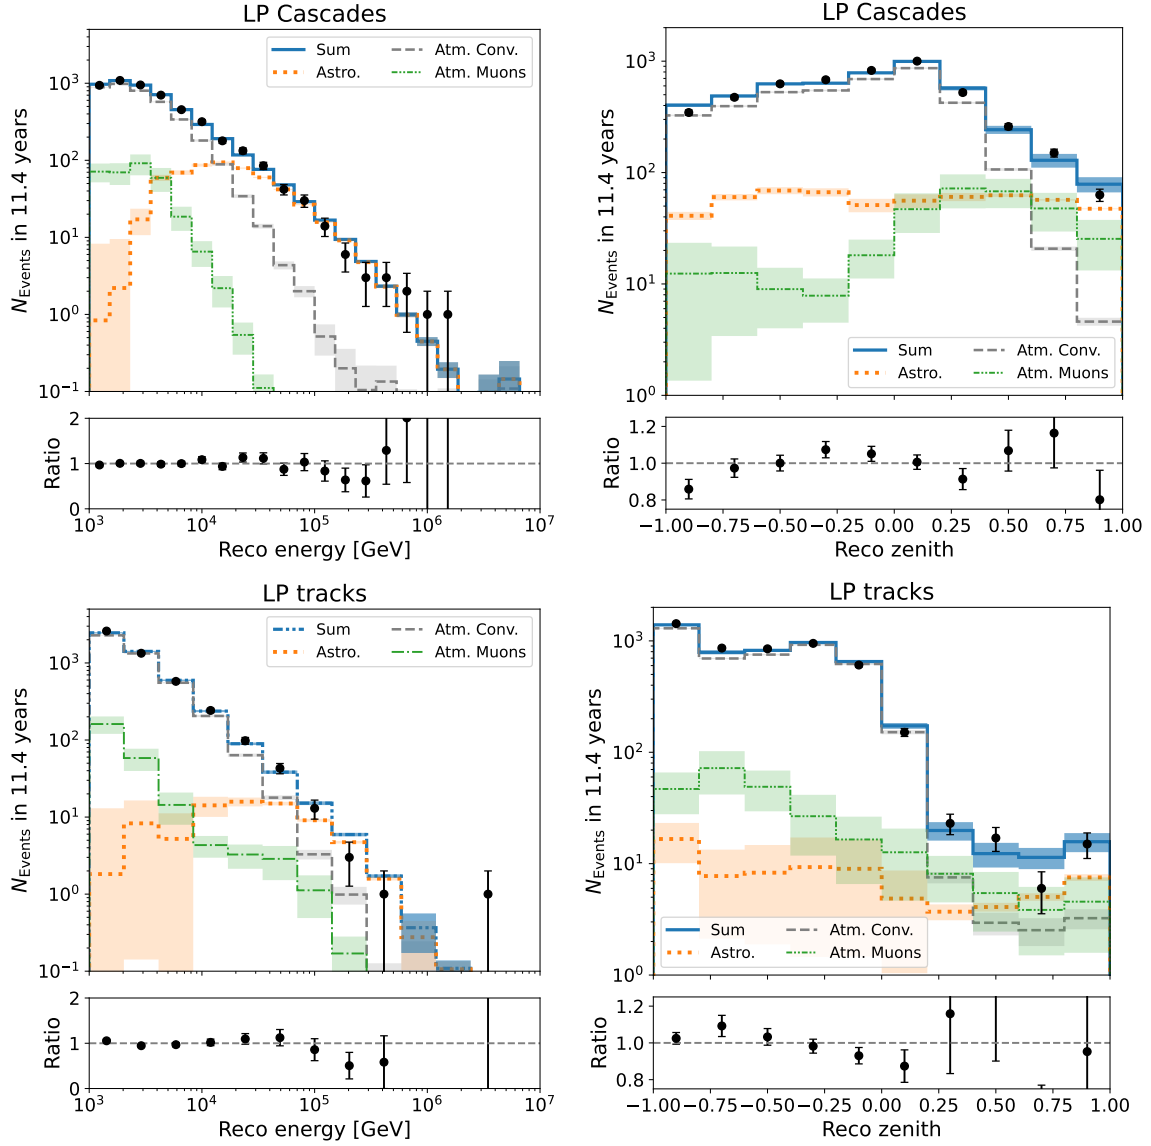 LP Cascades
N_Events in 11.4 years
10^3
10^2
10^1
10^0
10^−1
Sum
Astro.
Atm. Conv.
Atm. Muons
Ratio
2
1
0
10^3 10^4 10^5 10^6 10^7
Reco energy [GeV]
LP Cascades
N_Events in 11.4 years
10^3
10^2
10^1
10^0
Sum
Astro.
Atm. Conv.
Atm. Muons
Ratio
1.2
1.0
0.8
−1.00 −0.75 −0.50 −0.25 0.00 0.25 0.50 0.75 1.00
Reco zenith
LP tracks
N_Events in 11.4 years
10^3
10^2
10^1
10^0
10^−1
Sum
Astro.
Atm. Conv.
Atm. Muons
Ratio
2
1
0
10^3 10^4 10^5 10^6 10^7
Reco energy [GeV]
LP tracks
N_Events in 11.4 years
10^3
10^2
10^1
10^0
Sum
Astro.
Atm. Conv.
Atm. Muons
Ratio
1.2
1.0
0.8
−1.00 −0.75 −0.50 −0.25 0.00 0.25 0.50 0.75 1.00
Reco zenith